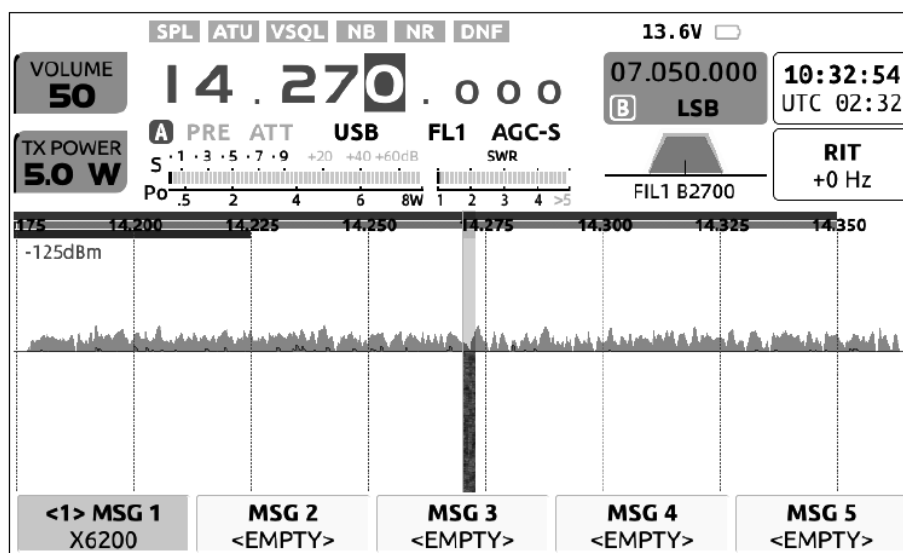 SPL ATU VSQL NB NR DNF
13.6V
VOLUME
50
14.270.000
07.050.000
B LSB
10:32:54
UTC 02:32
TX POWER
5.0 W
A PRE ATT USB FL1 AGC-S
S ·1 ·3 ·5 ·7 ·9 +20 +40 +60dB SWR
Po .5 2 4 6 8W 1 2 3 4 >5
FIL1 B2700
RIT
+0 Hz
175 14.200 14.225 14.250 14.275 14.300 14.325 14.350
-125dBm
<1> MSG 1 MSG 2 MSG 3 MSG 4 MSG 5
X6200 <EMPTY> <EMPTY> <EMPTY> <EMPTY>